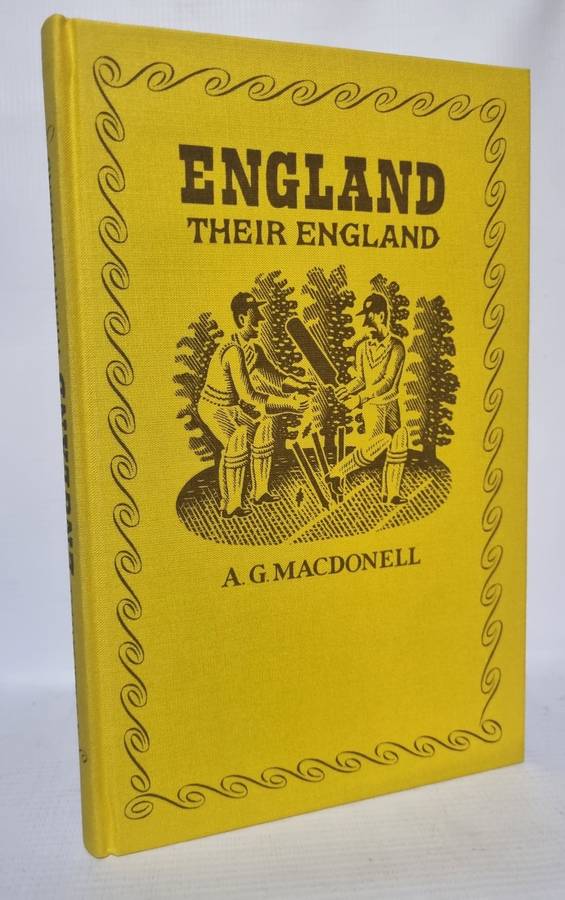 ENGLAND
THEIR ENGLAND
A. G. MACDONELL